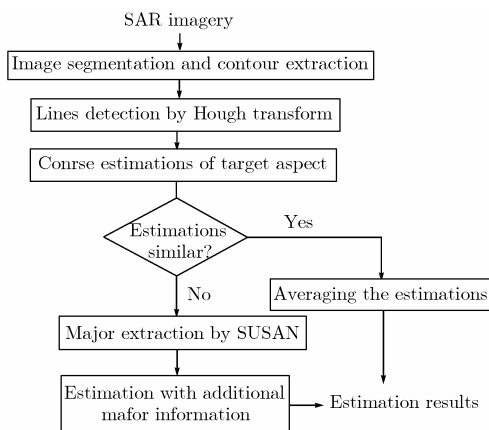 SAR imagery
Image segmentation and contour extraction
Lines detection by Hough transform
Conrse estimations of target aspect
Estimations
similar?
Yes
No
Averaging the estimations
Major extraction by SUSAN
Estimation with additional
mafor information
Estimation results